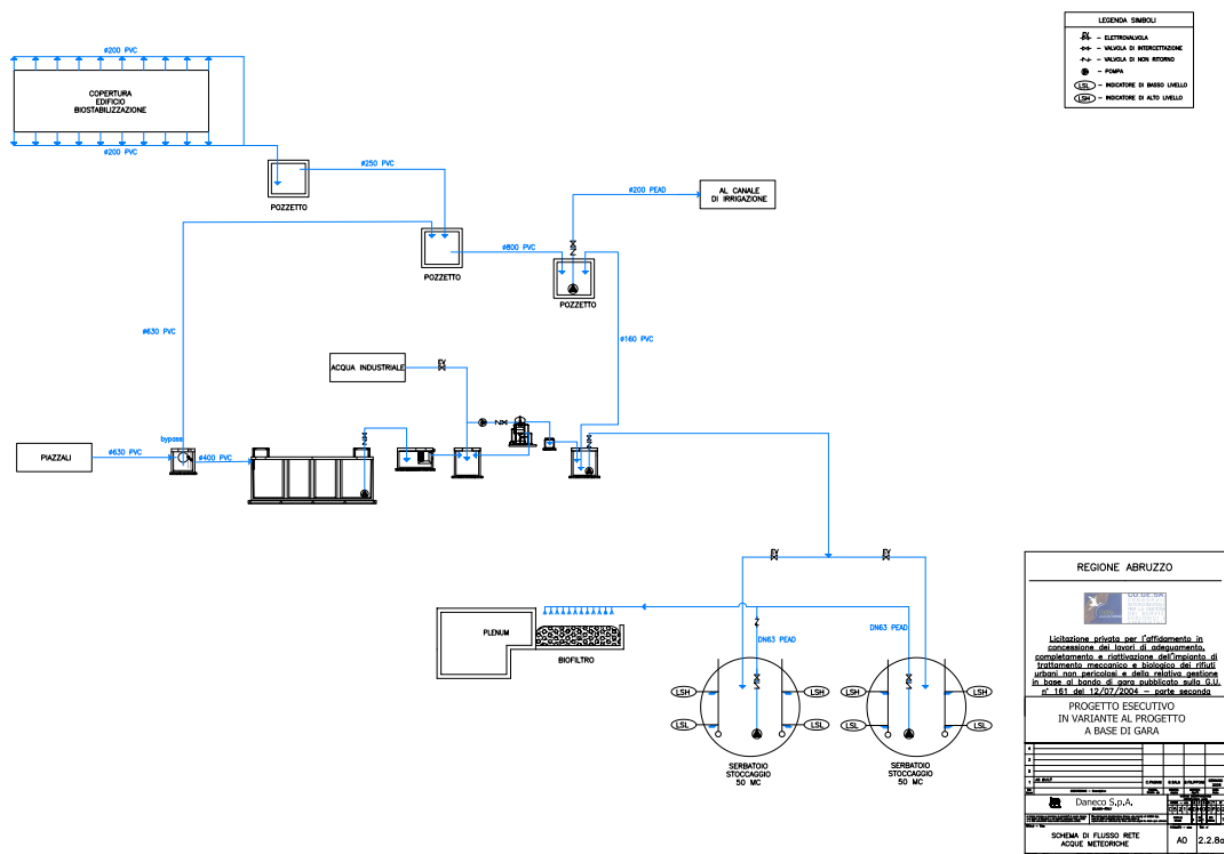 LEGENDA SIMBOLI
EV - ELETTROVALVOLA
- VALVOLA DI INTERCETTAZIONE
- VALVOLA DI NON RITORNO
- POMPA
LSL - INDICATORE DI BASSO LIVELLO
LSH - INDICATORE DI ALTO LIVELLO
ø200 PVC
COPERTURA
EDIFICIO
BIOSTABILIZZAZIONE
ø200 PVC
ø250 PVC
POZZETTO
ø200 PEAD
AL CANALE
DI IRRIGAZIONE
ø800 PVC
POZZETTO
POZZETTO
ø630 PVC
ø160 PVC
ACQUA INDUSTRIALE
EV
bypass
PIAZZALI
ø630 PVC
ø400 PVC
EV
EV
PLENUM
BIOFILTRO
DN63 PEAD
DN63 PEAD
LSH
LSH
LSH
LSH
LSL
LSL
LSL
LSL
SERBATOIO
STOCCAGGIO
50 MC
SERBATOIO
STOCCAGGIO
50 MC
REGIONE ABRUZZO
CO.GE.SA.
Licitazione privata per l'affidamento in
concessione dei lavori di adeguamento,
completamento e riattivazione dell'impianto di
trattamento meccanico e biologico dei rifiuti
urbani non pericolosi e della relativa gestione
in base al bando di gara pubblicato sulla G.U.
n° 161 del 12/07/2004 - parte seconda
PROGETTO ESECUTIVO
IN VARIANTE AL PROGETTO
A BASE DI GARA
Daneco S.p.A.
SCHEMA DI FLUSSO RETE
ACQUE METEORICHE
A0